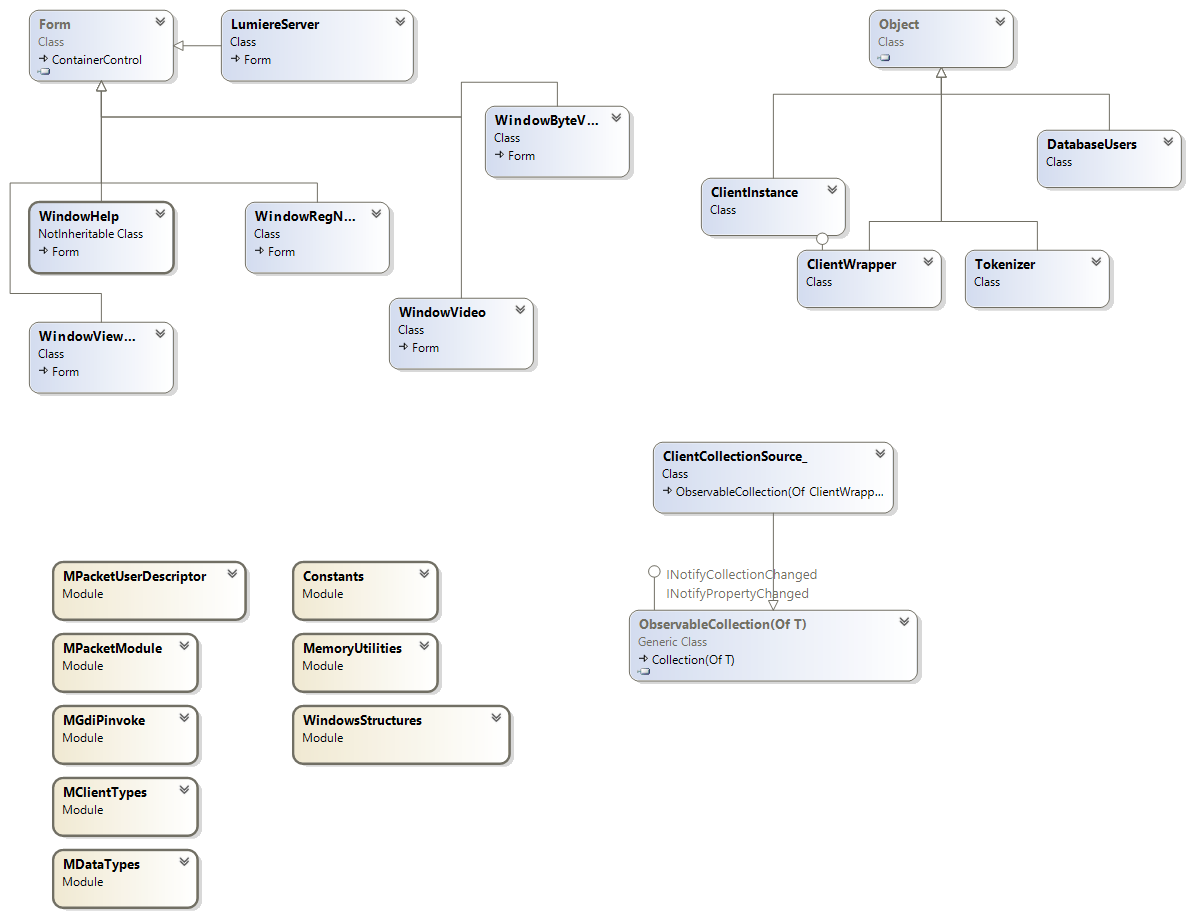 Form
Class
ContainerControl
LumiereServer
Class
Form
Object
Class
WindowByteV...
Class
Form
DatabaseUsers
Class
ClientInstance
Class
WindowHelp
NotInheritable Class
Form
WindowRegN...
Class
Form
ClientWrapper
Class
Tokenizer
Class
WindowVideo
Class
Form
WindowView...
Class
Form
ClientCollectionSource_
Class
ObservableCollection(Of ClientWrapp...
INotifyCollectionChanged
INotifyPropertyChanged
ObservableCollection(Of T)
Generic Class
Collection(Of T)
MPacketUserDescriptor
Module
Constants
Module
MPacketModule
Module
MemoryUtilities
Module
MGdiPinvoke
Module
WindowsStructures
Module
MClientTypes
Module
MDataTypes
Module